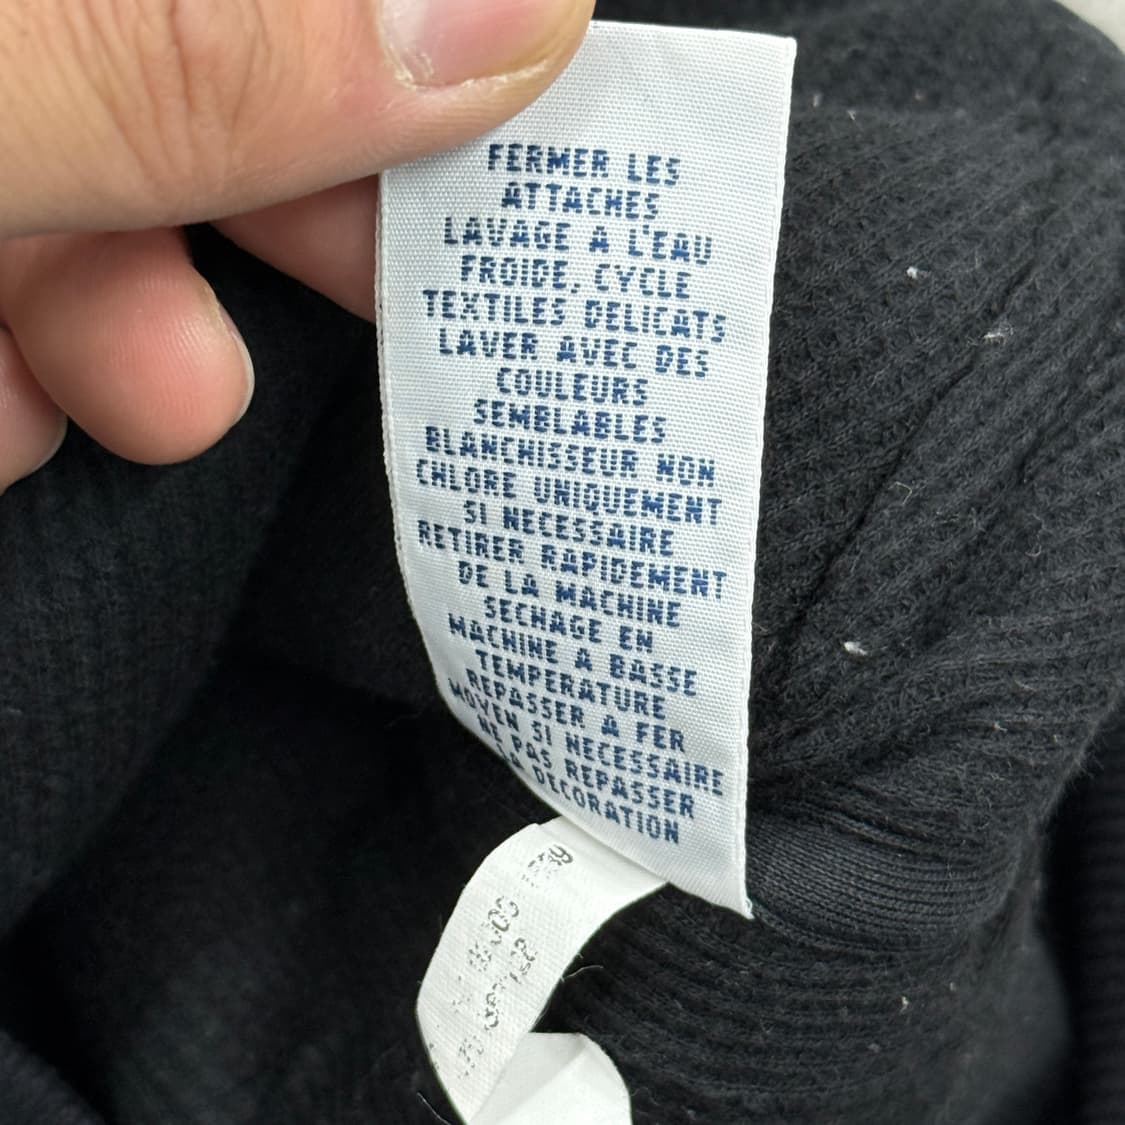 FERMER LES
ATTACHES
LAVAGE A L'EAU
FROIDE, CYCLE
TEXTILES DELICATS
LAVER AVEC DES
COULEURS
SEMBLABLES
BLANCHISSEUR NON
CHLORE UNIQUEMENT
SI NECESSAIRE
RETIRER RAPIDEMENT
DE LA MACHINE
SECHAGE EN
MACHINE A BASSE
TEMPERATURE
REPASSER A FER
MOYEN SI NECESSAIRE
NE PAS REPASSER
LA DECORATION